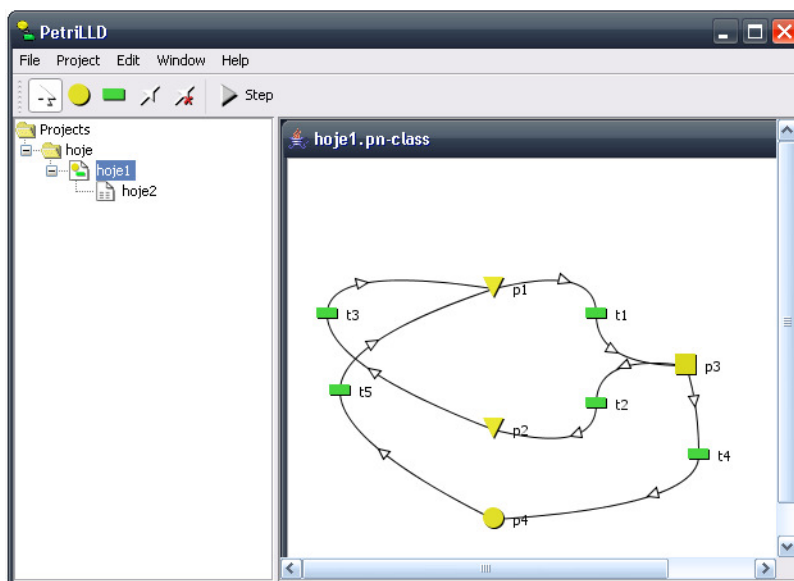 PetriLLD
File Project Edit Window Help
Step
Projects
hoje
hoje1
hoje2
hoje1.pn-class
p1
t3
t1
p3
t5
t2
p2
t4
p4